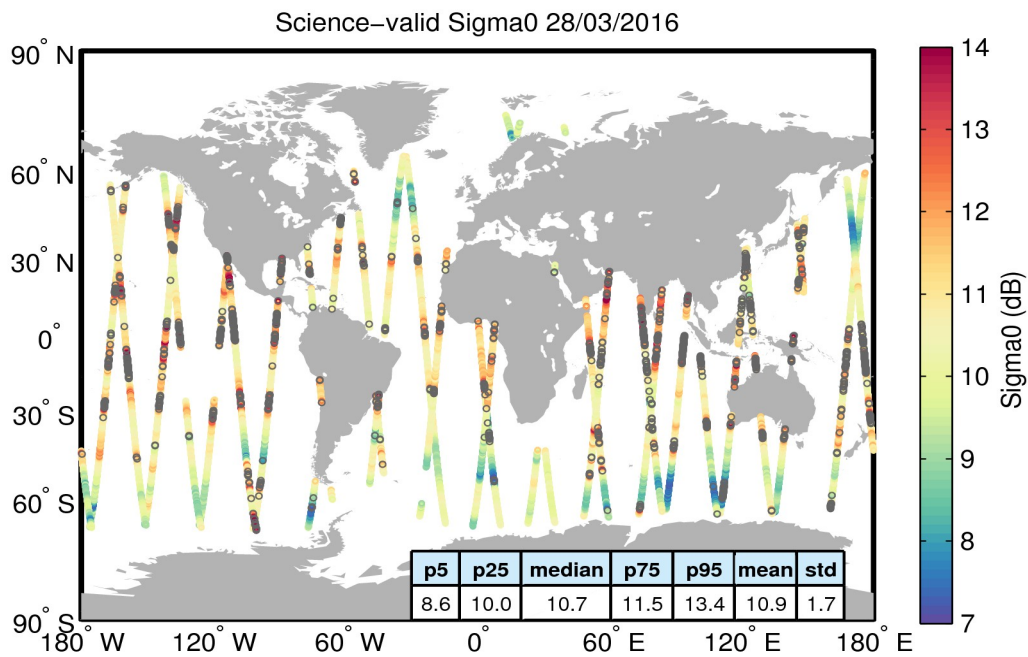 Science−valid Sigma0 28/03/2016
90° N
60° N
30° N
0°
30° S
60° S
90° S
180° W
120° W
60° W
0°
60° E
120° E
180° E
14
13
12
11
10
9
8
7
Sigma0 (dB)
p5 p25 median p75 p95 mean std
8.6 10.0 10.7 11.5 13.4 10.9 1.7